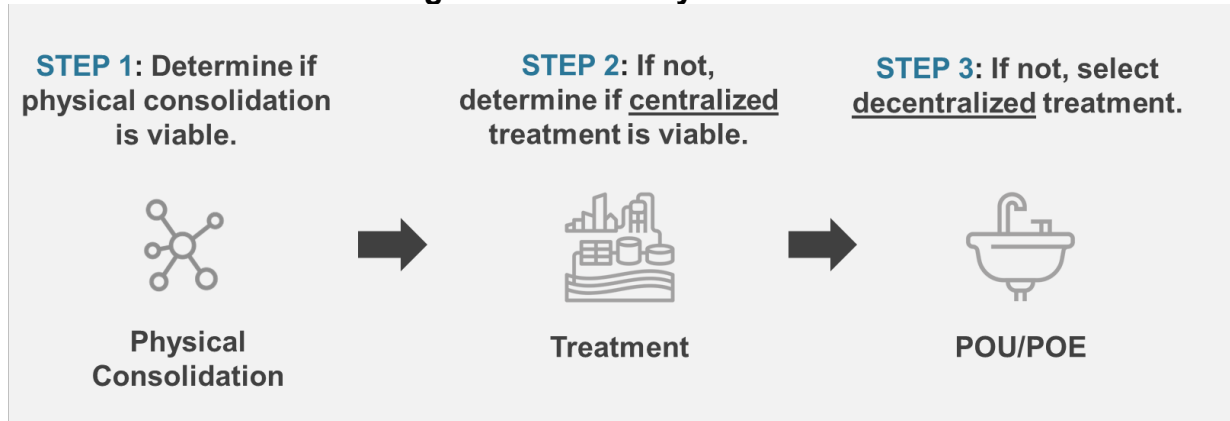 STEP 1: Determine if
physical consolidation
is viable.
STEP 2: If not,
determine if centralized
treatment is viable.
STEP 3: If not, select
decentralized treatment.
Physical
Consolidation
Treatment
POU/POE